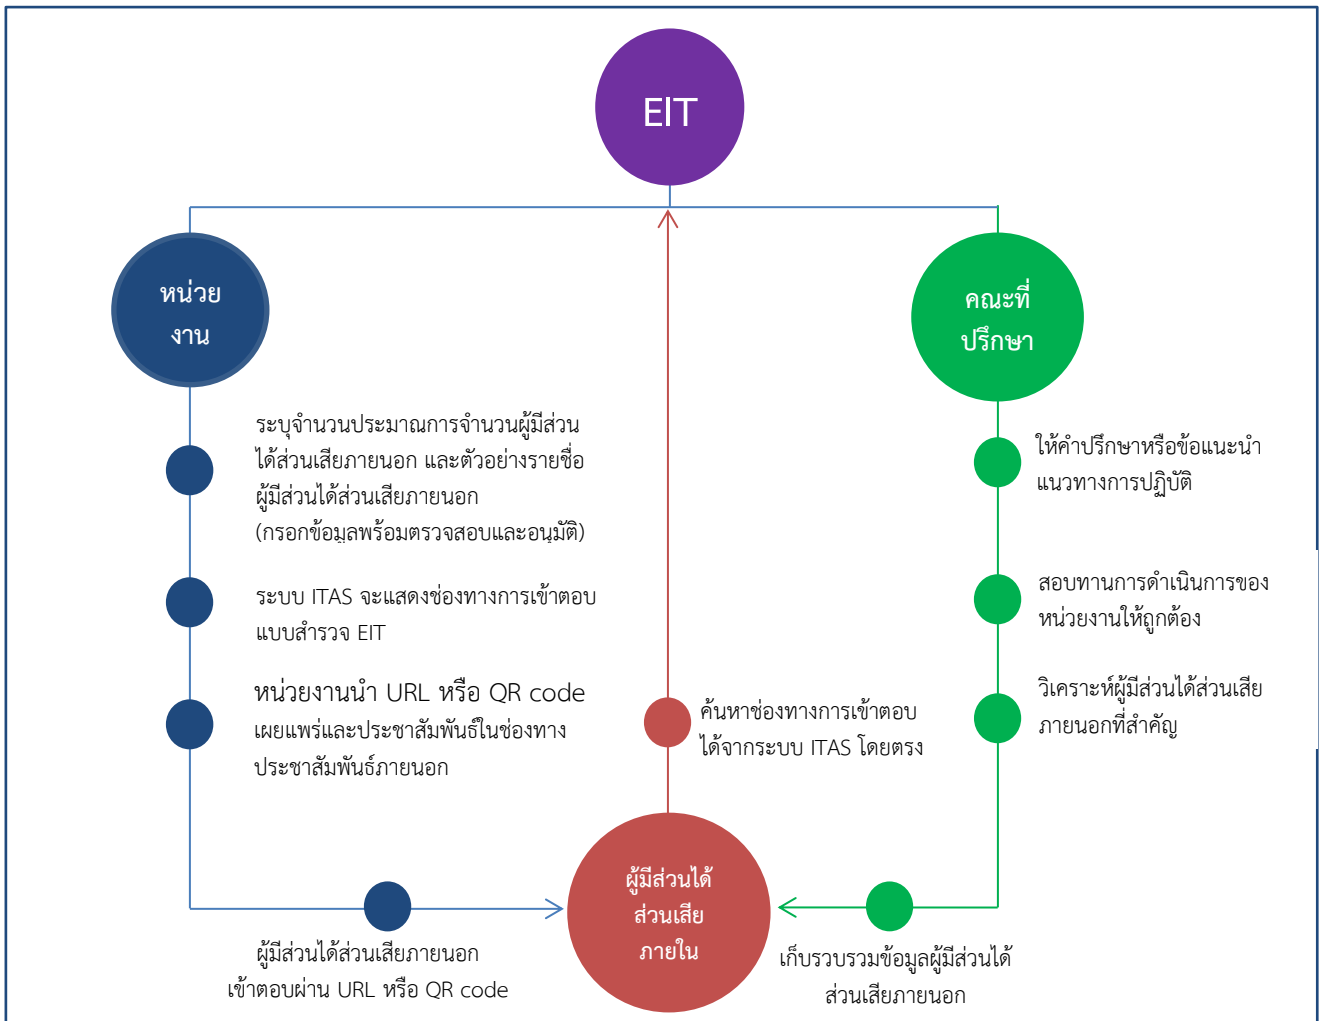 EIT
หน่วย
งาน
คณะที่
ปรึกษา
ระบุจำนวนประมาณการจำนวนผู้มีส่วน
ได้ส่วนเสียภายนอก และตัวอย่างรายชื่อ
ผู้มีส่วนได้ส่วนเสียภายนอก
(กรอกข้อมูลพร้อมตรวจสอบและอนุมัติ)
ระบบ ITAS จะแสดงช่องทางการเข้าตอบ
แบบสำรวจ EIT
หน่วยงานนำ URL หรือ QR code
เผยแพร่และประชาสัมพันธ์ในช่องทาง
ประชาสัมพันธ์ภายนอก
ให้คำปรึกษาหรือข้อแนะนำ
แนวทางการปฏิบัติ
สอบทานการดำเนินการของ
หน่วยงานให้ถูกต้อง
วิเคราะห์ผู้มีส่วนได้ส่วนเสีย
ภายนอกที่สำคัญ
ค้นหาช่องทางการเข้าตอบ
ได้จากระบบ ITAS โดยตรง
ผู้มีส่วนได้
ส่วนเสีย
ภายใน
ผู้มีส่วนได้ส่วนเสียภายนอก
เข้าตอบผ่าน URL หรือ QR code
เก็บรวบรวมข้อมูลผู้มีส่วนได้
ส่วนเสียภายนอก